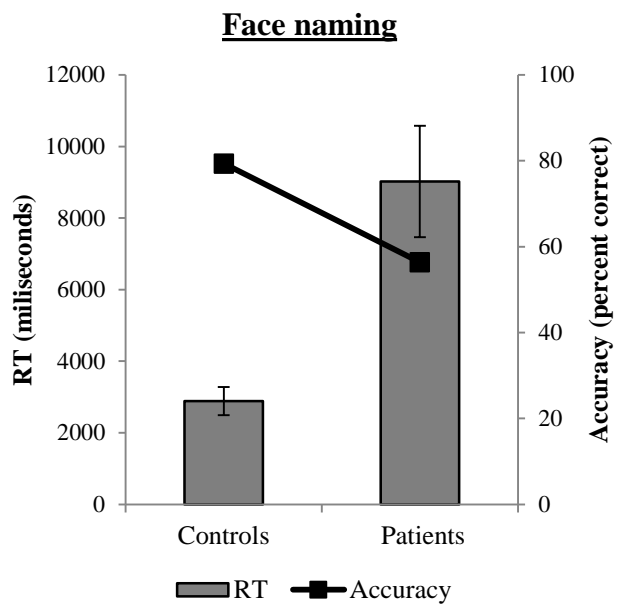 Face naming
12000
10000
8000
6000
4000
2000
0
RT (miliseconds)
100
80
60
40
20
0
Accuracy (percent correct)
Controls
Patients
RT
Accuracy